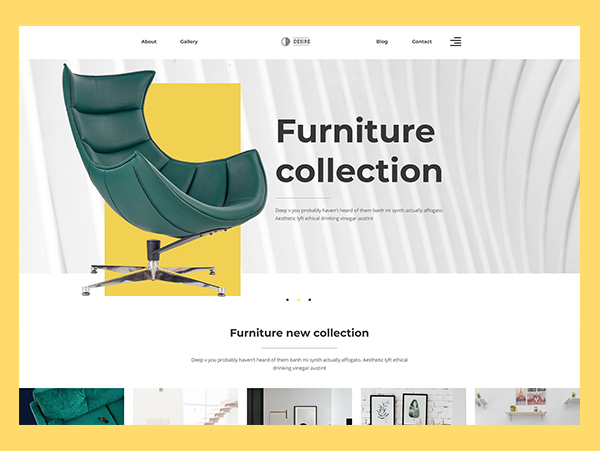 About
Gallery
DESIRE
Blog
Contact
Furniture
collection
Deep v you probably haven't heard of them banh mi synth actually affogato.
Aesthetic lyft ethical drinking vinegar austint
Furniture new collection
Deep v you probably haven't heard of them banh mi synth actually affogato. Aesthetic lyft ethical
drinking vinegar austint